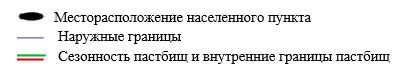 Месторасположение населенного пункта
Наружные границы
Сезонность пастбищ и внутренние границы пастбищ